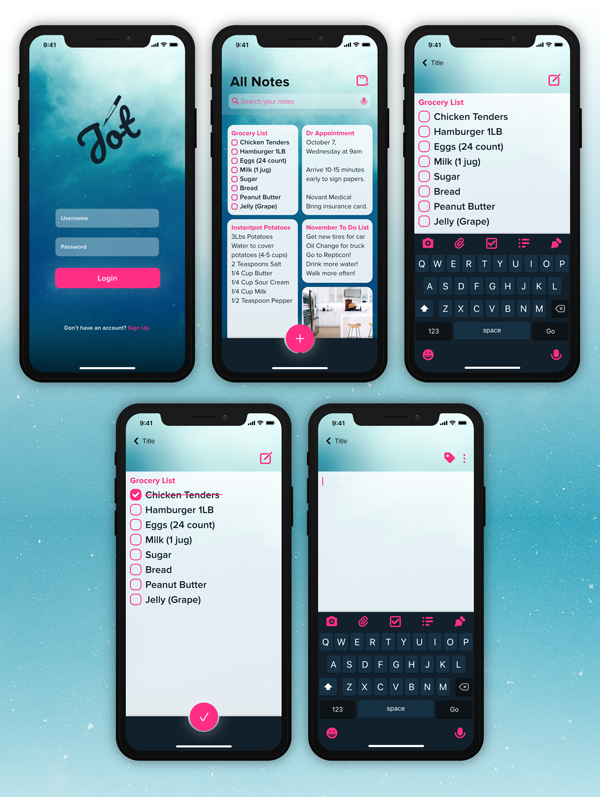 9:41
Jot
Username
Password
Login
Don't have an account? Sign Up.
9:41
All Notes
Search your notes
Grocery List
Chicken Tenders
Hamburger 1LB
Eggs (24 count)
Milk (1 jug)
Sugar
Bread
Peanut Butter
Jelly (Grape)
Dr Appointment
October 7,
Wednesday at 9am
Arrive 10-15 minutes
early to sign papers.
Novant Medical
Bring insurance card.
Instantpot Potatoes
3Lbs Potatoes
Water to cover
potatoes (4-5 cups)
2 Teaspoons Salt
1/4 Cup Butter
1/4 Cup Sour Cream
1/4 Cup Milk
1/2 Teaspoon Pepper
November To Do List
Get new tires for car
Oil Change for truck
Go to Repticon!
Drink more water!
Walk more often!
9:41
Title
Grocery List
Chicken Tenders
Hamburger 1LB
Eggs (24 count)
Milk (1 jug)
Sugar
Bread
Peanut Butter
Jelly (Grape)
Q W E R T Y U I O P
A S D F G H J K L
Z X C V B N M
123 space Go
9:41
Title
Grocery List
Chicken Tenders
Hamburger 1LB
Eggs (24 count)
Milk (1 jug)
Sugar
Bread
Peanut Butter
Jelly (Grape)
9:41
Title
Q W E R T Y U I O P
A S D F G H J K L
Z X C V B N M
123 space Go